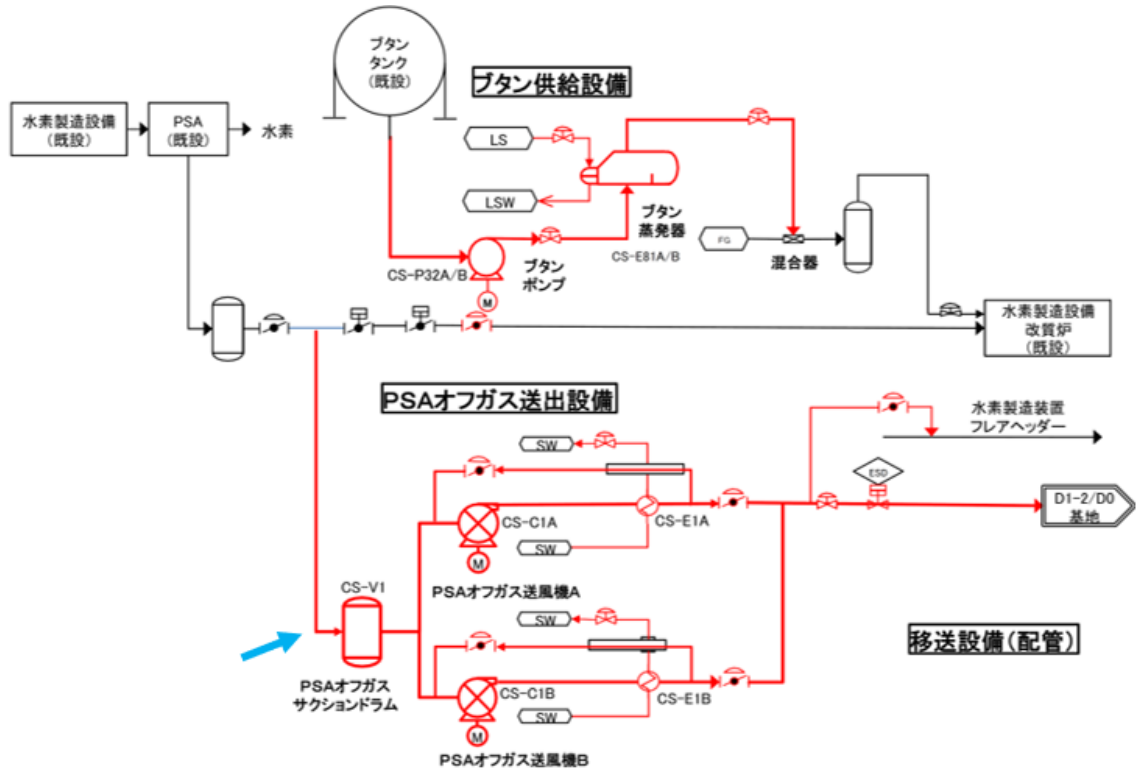 ブタン
タンク
(既設)
ブタン供給設備
水素製造設備
(既設)
PSA
(既設)
水素
LS
LSW
ブタン
蒸発器
CS-E81A/B
CS-P32A/B
ブタン
ポンプ
M
FG
混合器
水素製造設備
改質炉
(既設)
PSAオフガス送出設備
水素製造装置
フレアヘッダー
SW
ESD
CS-C1A
CS-E1A
D1-2/D0
基地
SW
M
PSAオフガス送風機A
CS-V1
SW
移送設備(配管)
PSAオフガス
サクションドラム
CS-C1B
CS-E1B
SW
M
PSAオフガス送風機B